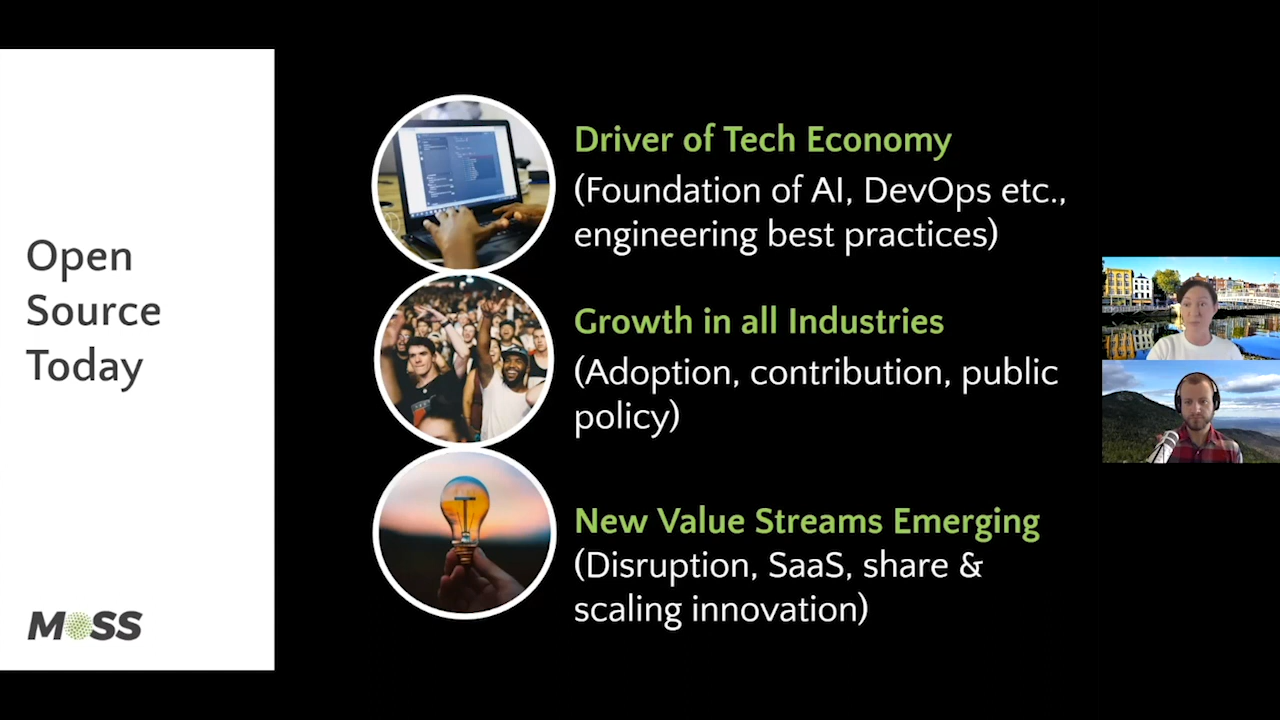 Open
Source
Today
MOSS
Driver of Tech Economy
(Foundation of AI, DevOps etc.,
engineering best practices)
Growth in all Industries
(Adoption, contribution, public
policy)
New Value Streams Emerging
(Disruption, SaaS, share &
scaling innovation)